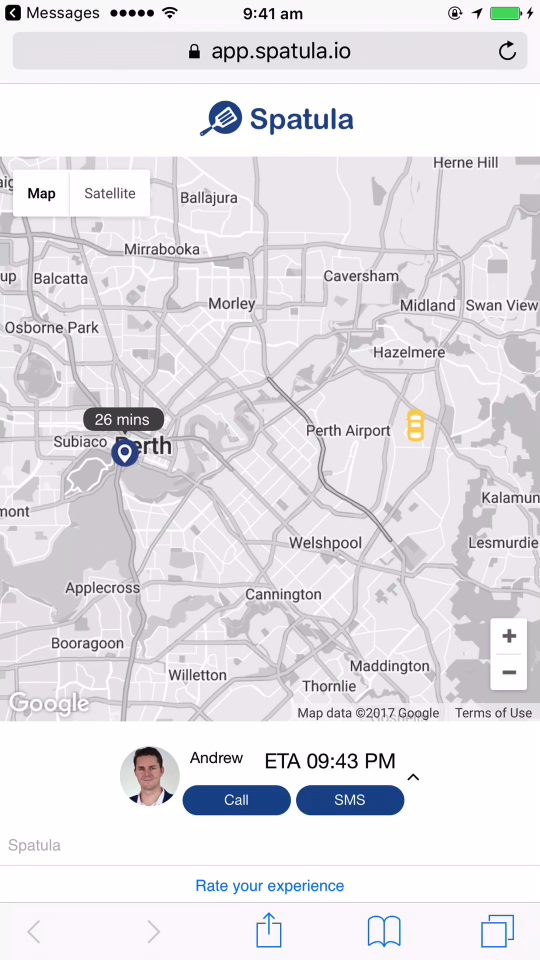 Messages
9:41 am
app.spatula.io
Spatula
Herne Hill
Map
Satellite
Ballajura
Mirrabooka
Caversham
up
Balcatta
Morley
Midland
Swan View
Osborne Park
Hazelmere
26 mins
Perth Airport
Subiaco
Perth
Kalamun
mont
Welshpool
Lesmurdie
Applecross
Cannington
Booragoon
Maddington
Willetton
Thornlie
Google
Map data ©2017 Google
Terms of Use
Andrew
ETA 09:43 PM
Call
SMS
Spatula
Rate your experience